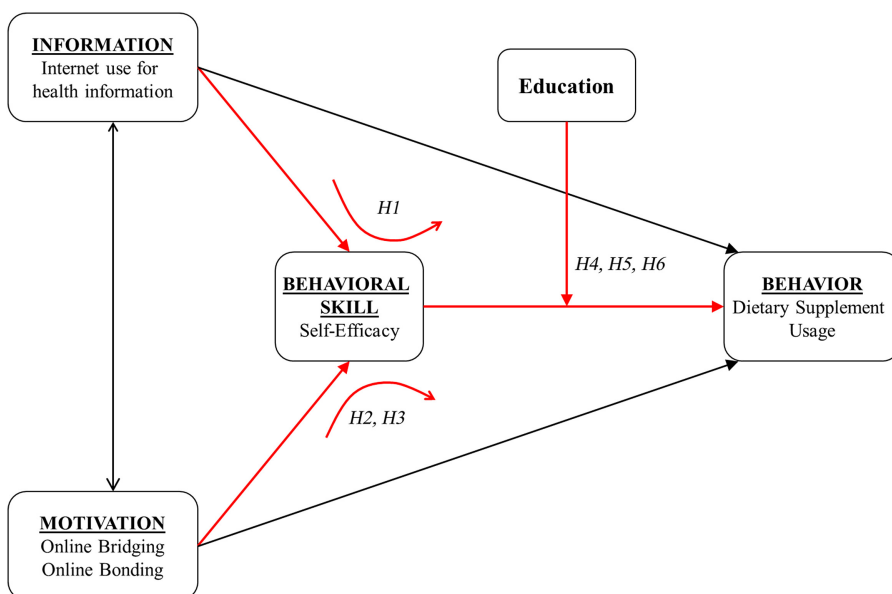 INFORMATION
Internet use for
health information
Education
H1
H4, H5, H6
BEHAVIORAL
SKILL
Self-Efficacy
BEHAVIOR
Dietary Supplement
Usage
H2, H3
MOTIVATION
Online Bridging
Online Bonding